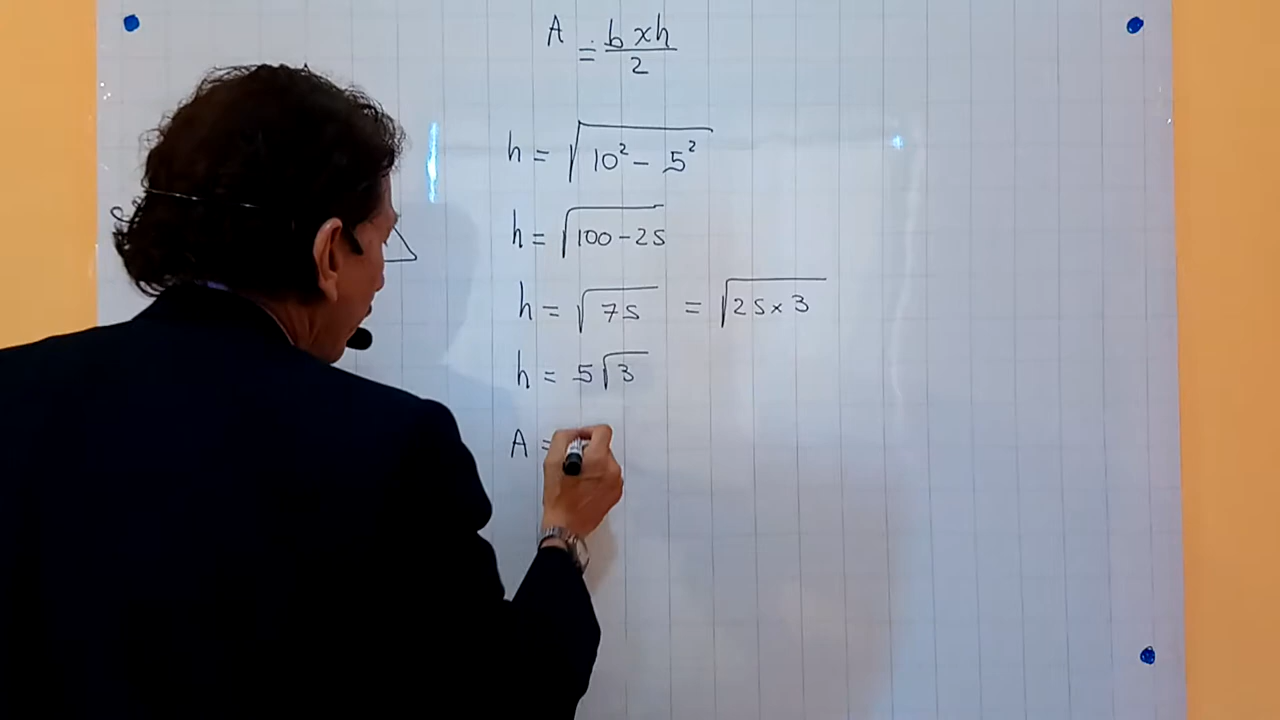 A = b x h / 2
h = √10² - 5²
h = √100 - 25
h = √75 = √25 x 3
h = 5√3
A =